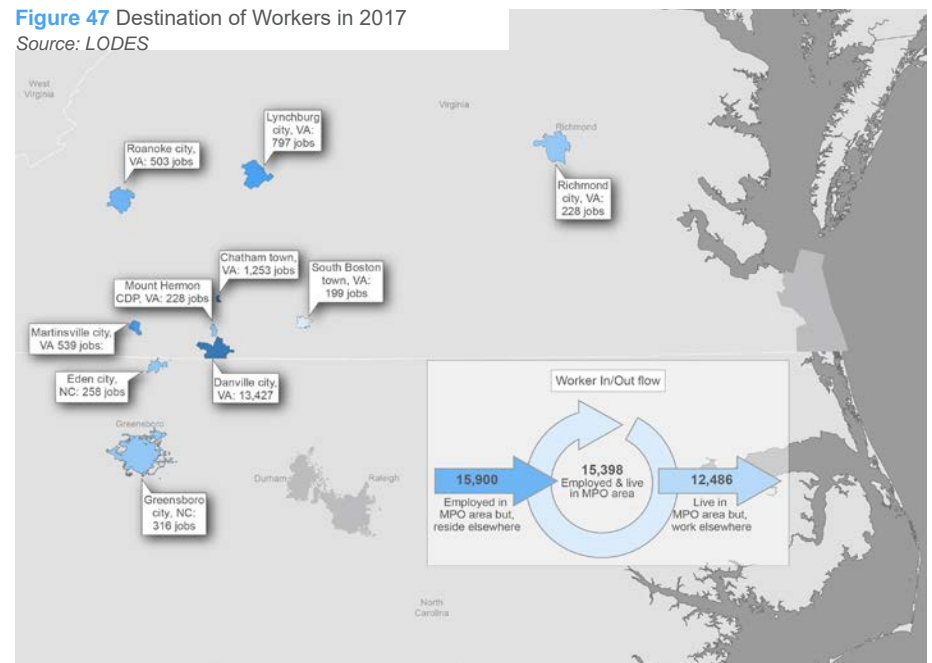 Figure 47 Destination of Workers in 2017
Source: LODES
West
Virginia
Virginia
Lynchburg
city, VA:
797 jobs
Roanoke city,
VA: 503 jobs
Richmond
Richmond
city, VA:
228 jobs
Chatham town,
VA: 1,253 jobs
South Boston
town, VA:
199 jobs
Mount Hermon
CDP, VA: 228 jobs
Martinsville city,
VA 539 jobs:
Eden city,
NC: 258 jobs
Danville city,
VA: 13,427
Greensboro
Greensboro
city, NC:
316 jobs
Durham
Raleigh
North
Carolina
Worker In/Out flow
15,900
Employed in
MPO area but,
reside elsewhere
15,398
Employed & live
in MPO area
12,486
Live in
MPO area but,
work elsewhere